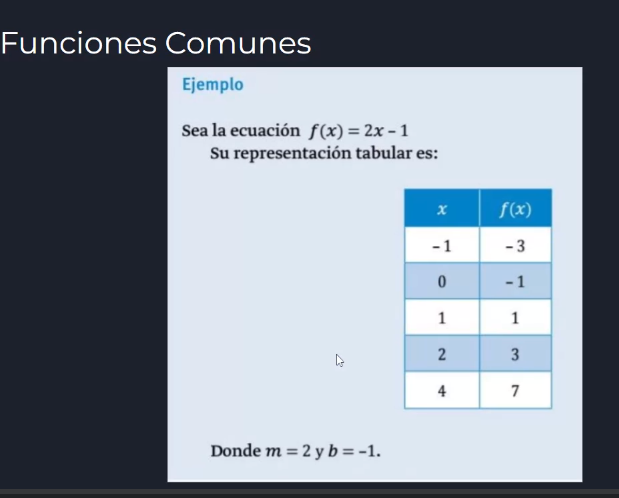 Funciones Comunes
Ejemplo
Sea la ecuación f(x) = 2x – 1
Su representación tabular es:
x f(x)
– 1 – 3
0 – 1
1 1
2 3
4 7
Donde m = 2 y b = –1.